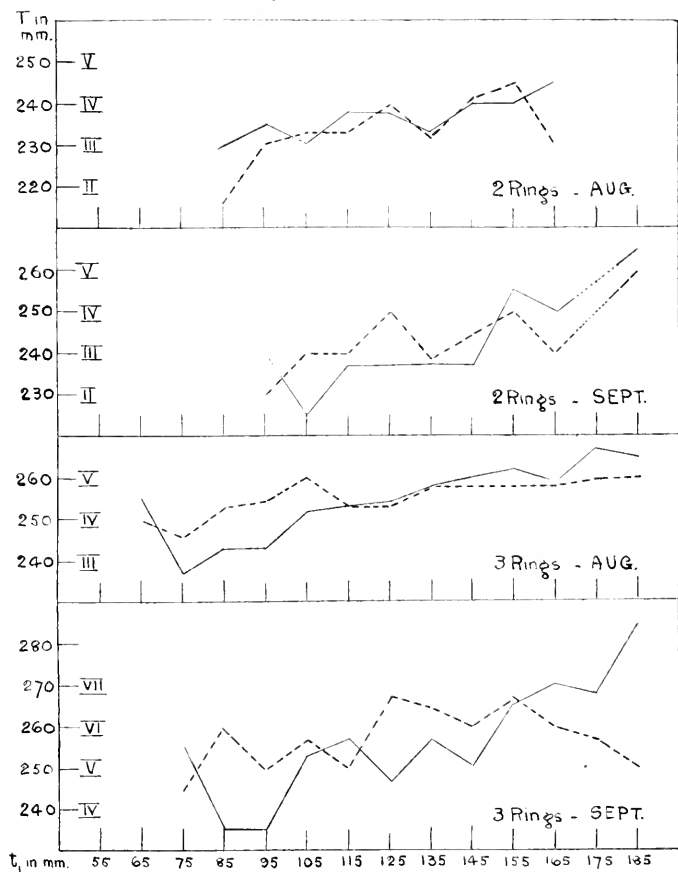 T in
mm.
250 V
240 IV
230 III
220 II
2 Rings - AUG.
260 V
250 IV
240 III
230 II
2 Rings - SEPT.
260 V
250 IV
240 III
3 Rings - AUG.
280
270 VII
260 VI
250 V
240 IV
3 Rings - SEPT.
t₁ in mm. 55 65 75 85 95 105 115 125 135 145 155 165 175 185